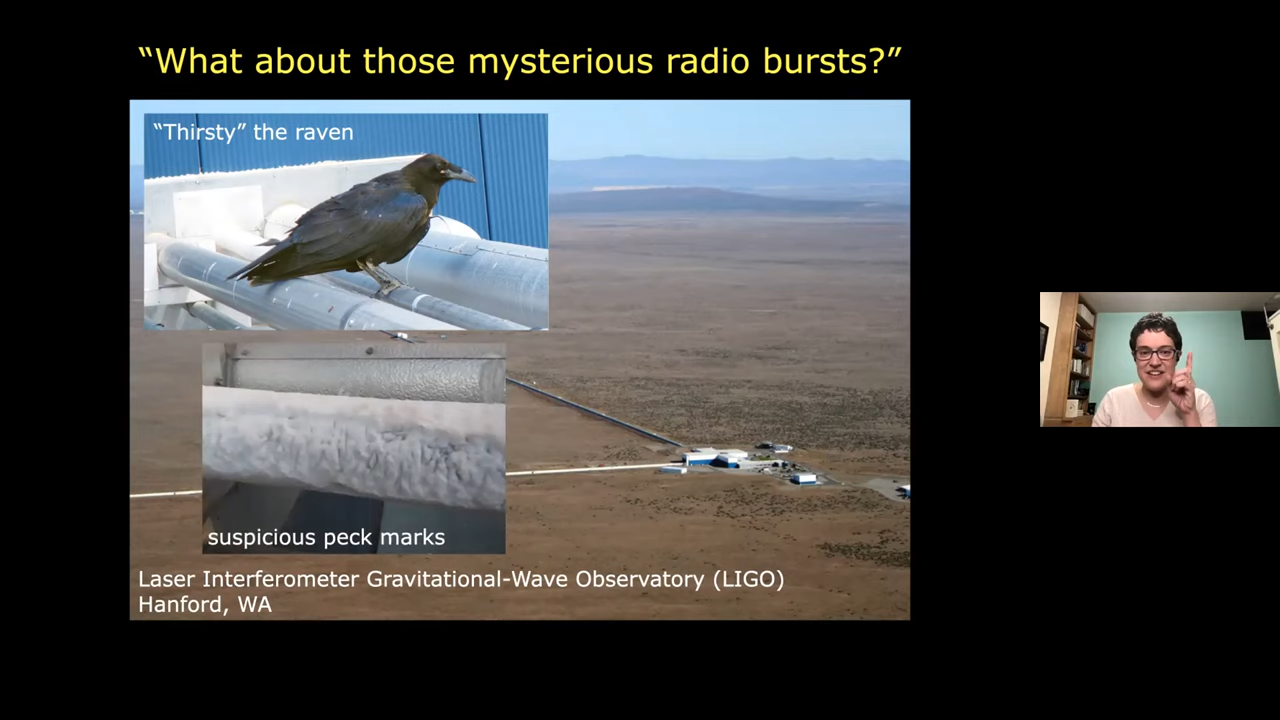 “What about those mysterious radio bursts?”
“Thirsty” the raven
suspicious peck marks
Laser Interferometer Gravitational-Wave Observatory (LIGO)
Hanford, WA